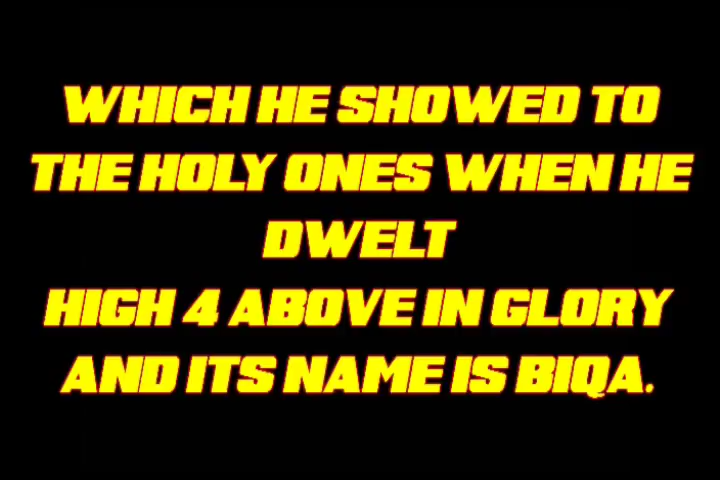 WHICH HE SHOWED TO
THE HOLY ONES WHEN HE
DWELT
HIGH 4 ABOVE IN GLORY
AND ITS NAME IS BIQA.